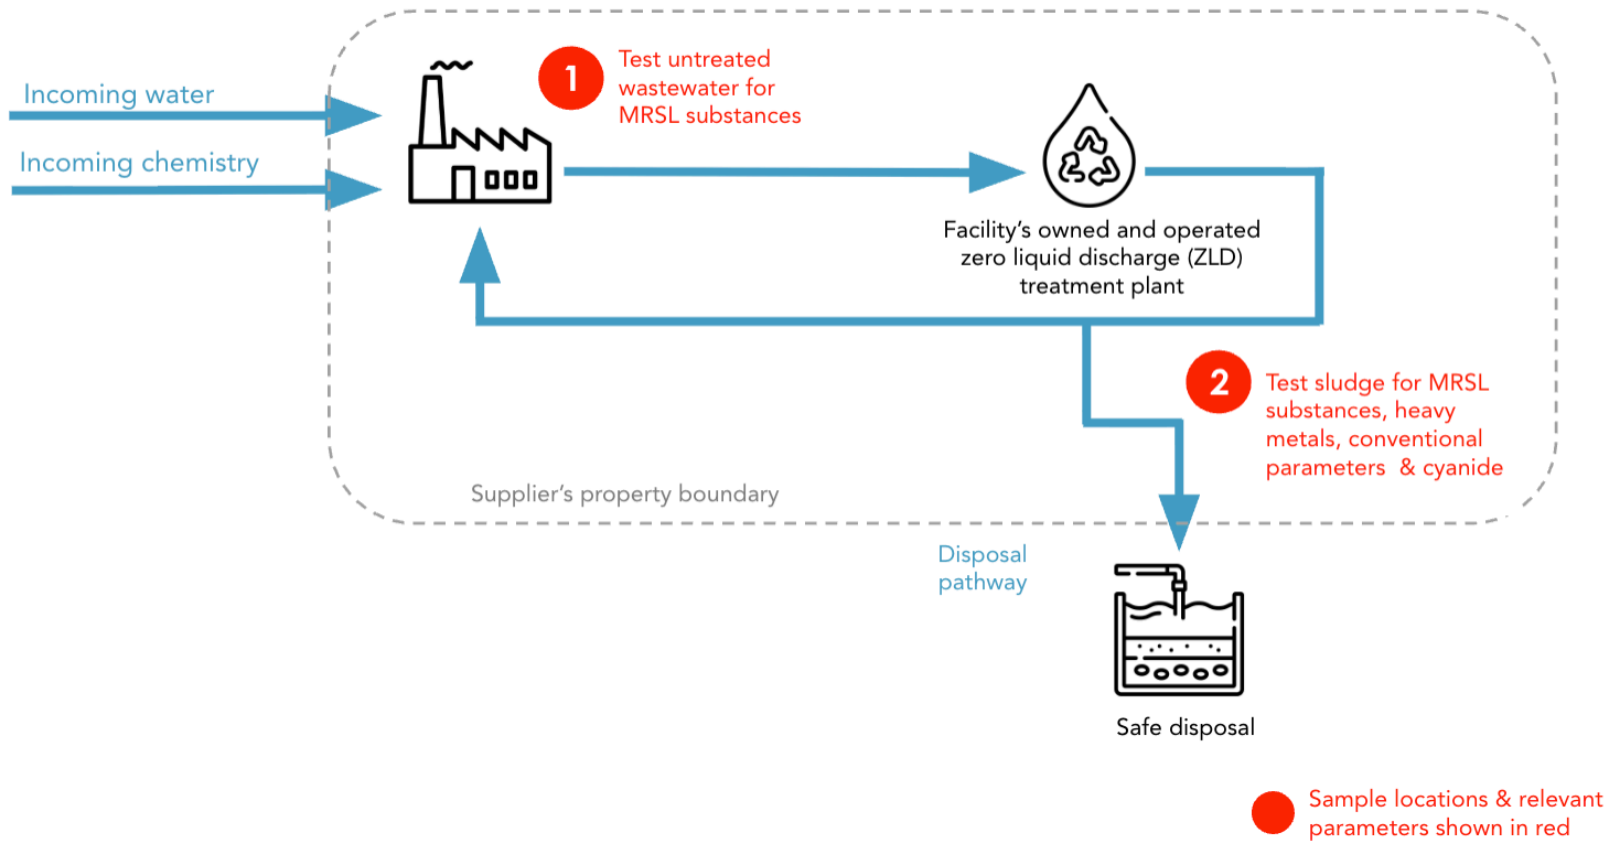 Incoming water
Incoming chemistry
1
Test untreated
wastewater for
MRSL substances
Facility’s owned and operated
zero liquid discharge (ZLD)
treatment plant
2
Test sludge for MRSL
substances, heavy
metals, conventional
parameters & cyanide
Supplier’s property boundary
Disposal
pathway
Safe disposal
Sample locations & relevant
parameters shown in red